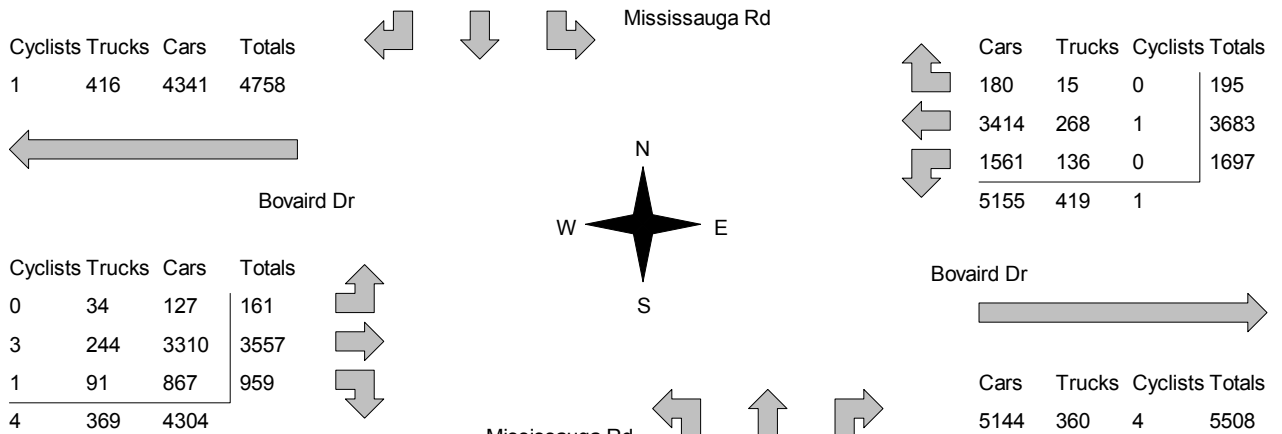 Mississauga Rd
Cyclists Trucks Cars Totals
1 416 4341 4758
Cars Trucks Cyclists Totals
180 15 0 195
3414 268 1 3683
1561 136 0 1697
5155 419 1
Bovaird Dr
N
W E
S
Cyclists Trucks Cars Totals
0 34 127 161
3 244 3310 3557
1 91 867 959
4 369 4304
Bovaird Dr
Cars Trucks Cyclists Totals
5144 360 4 5508
Mississauga Rd